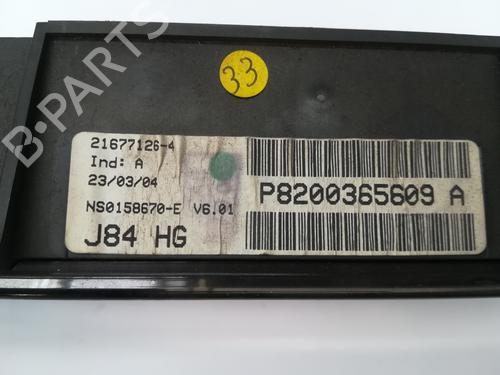 B-PARTS
33
21677126-4
Ind: A
23/03/04
NS0158670-E V6.01
J84 HG
P8200365609 A